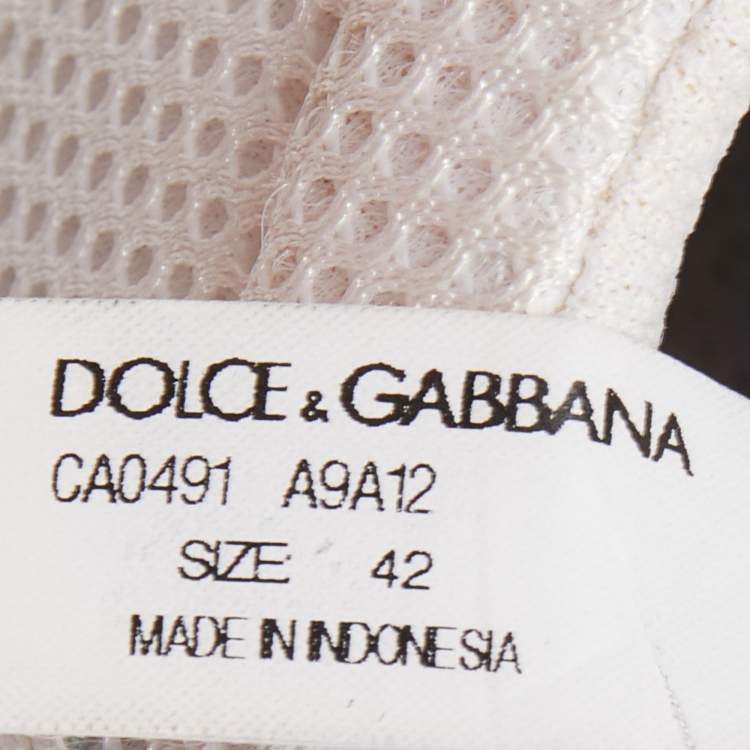 DOLCE & GABBANA
CA0491 A9A12
SIZE: 42
MADE IN INDONESIA